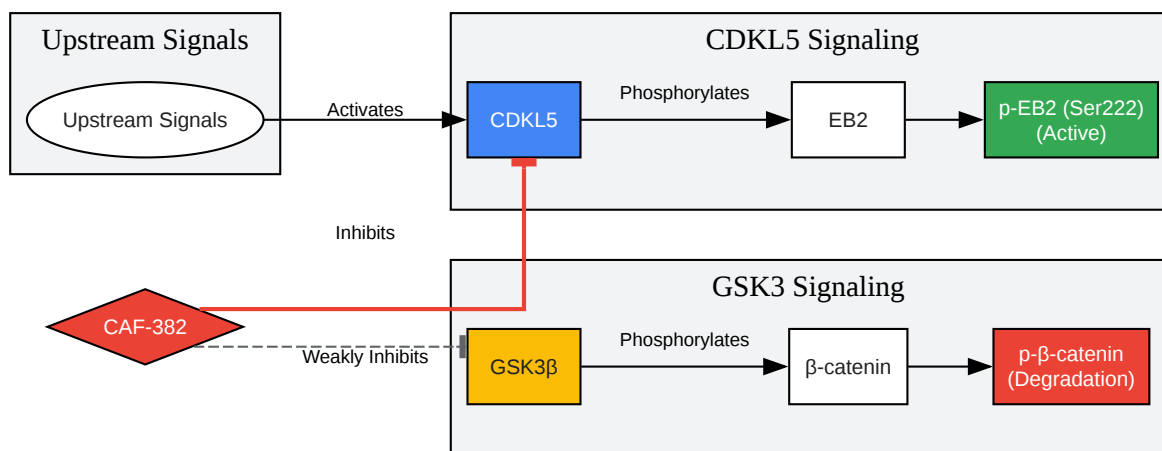 Upstream Signals
CDKL5 Signaling
Upstream Signals
Activates
CDKL5
Phosphorylates
EB2
p-EB2 (Ser222)
(Active)
Inhibits
GSK3 Signaling
CAF-382
Weakly Inhibits
GSK3β
Phosphorylates
β-catenin
p-β-catenin
(Degradation)